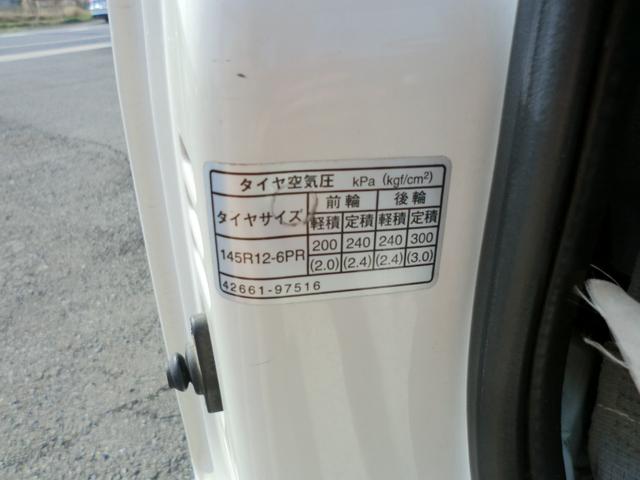 タイヤ空気圧 kPa (kgf/cm²)
タイヤサイズ 前輪 後輪
軽積 定積 軽積 定積
145R12-6PR 200 240 240 300
(2.0) (2.4) (2.4) (3.0)
42661-97516